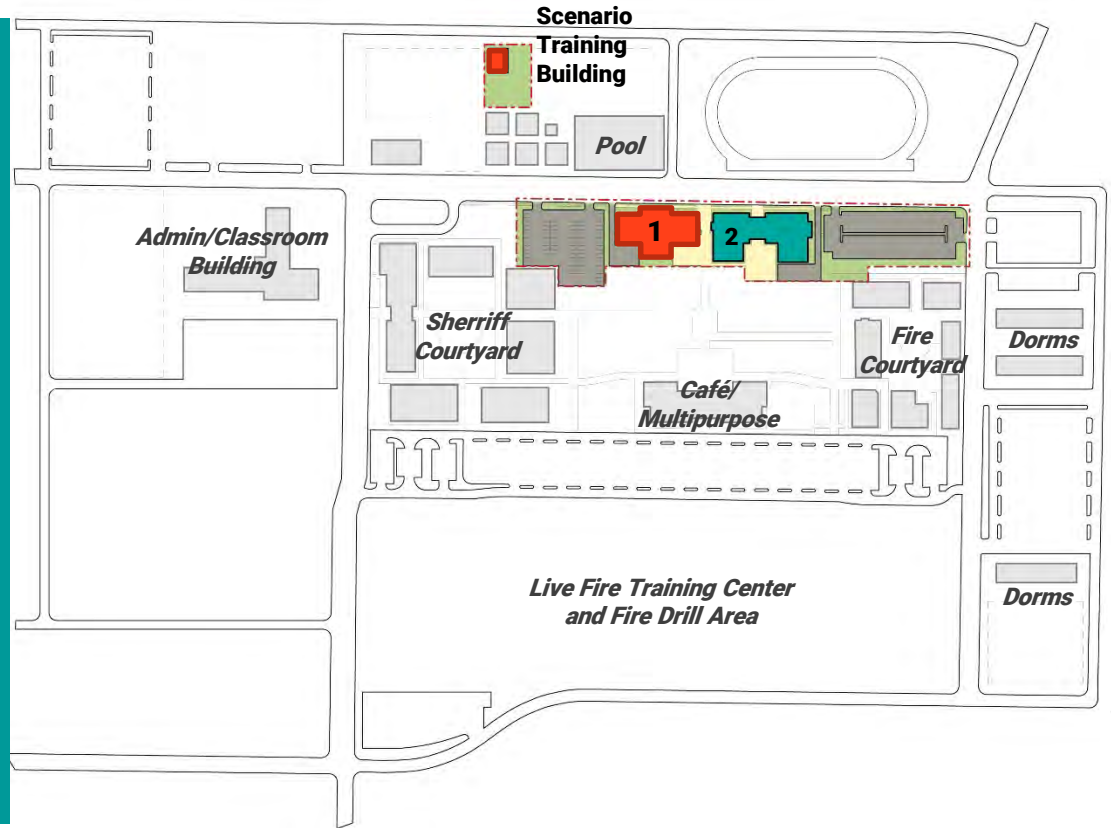 Scenario
Training
Building
Pool
1
2
Admin/Classroom
Building
Sherriff
Courtyard
Fire
Courtyard
Dorms
Café/
Multipurpose
Live Fire Training Center
and Fire Drill Area
Dorms